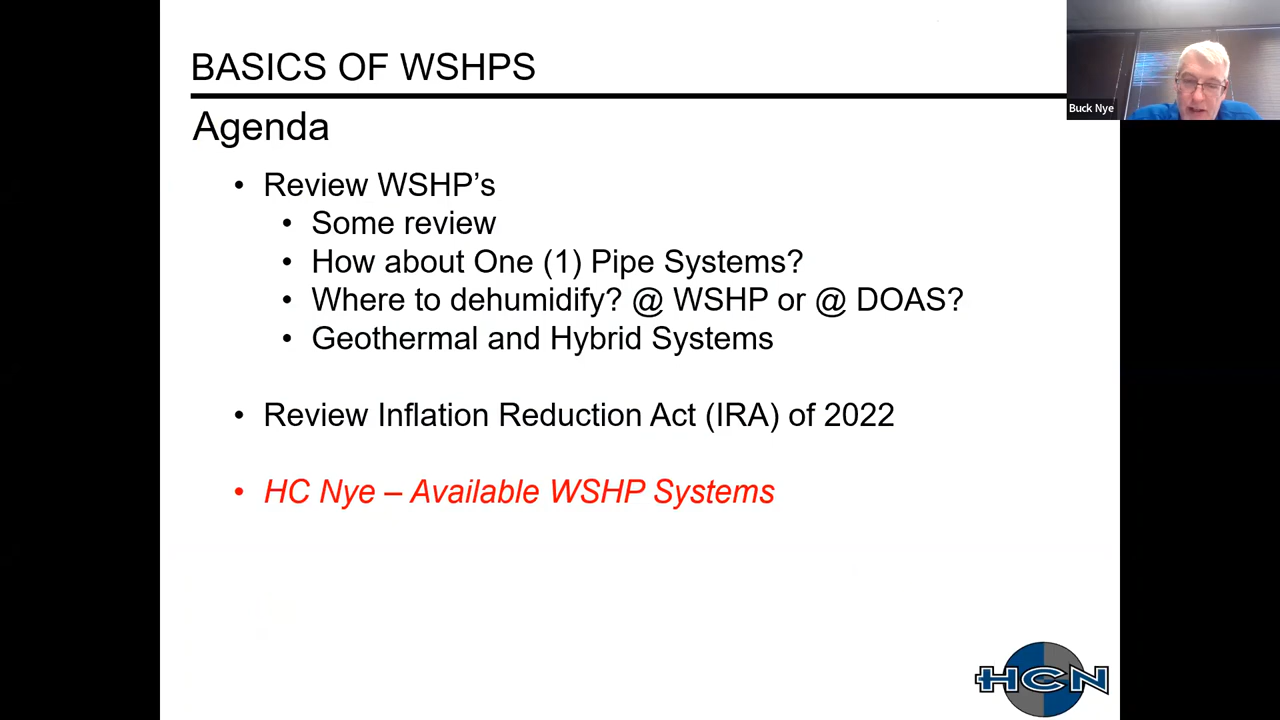 BASICS OF WSHPS
Buck Nye
Agenda
• Review WSHP’s
• Some review
• How about One (1) Pipe Systems?
• Where to dehumidify? @ WSHP or @ DOAS?
• Geothermal and Hybrid Systems
• Review Inflation Reduction Act (IRA) of 2022
• HC Nye – Available WSHP Systems
HCN